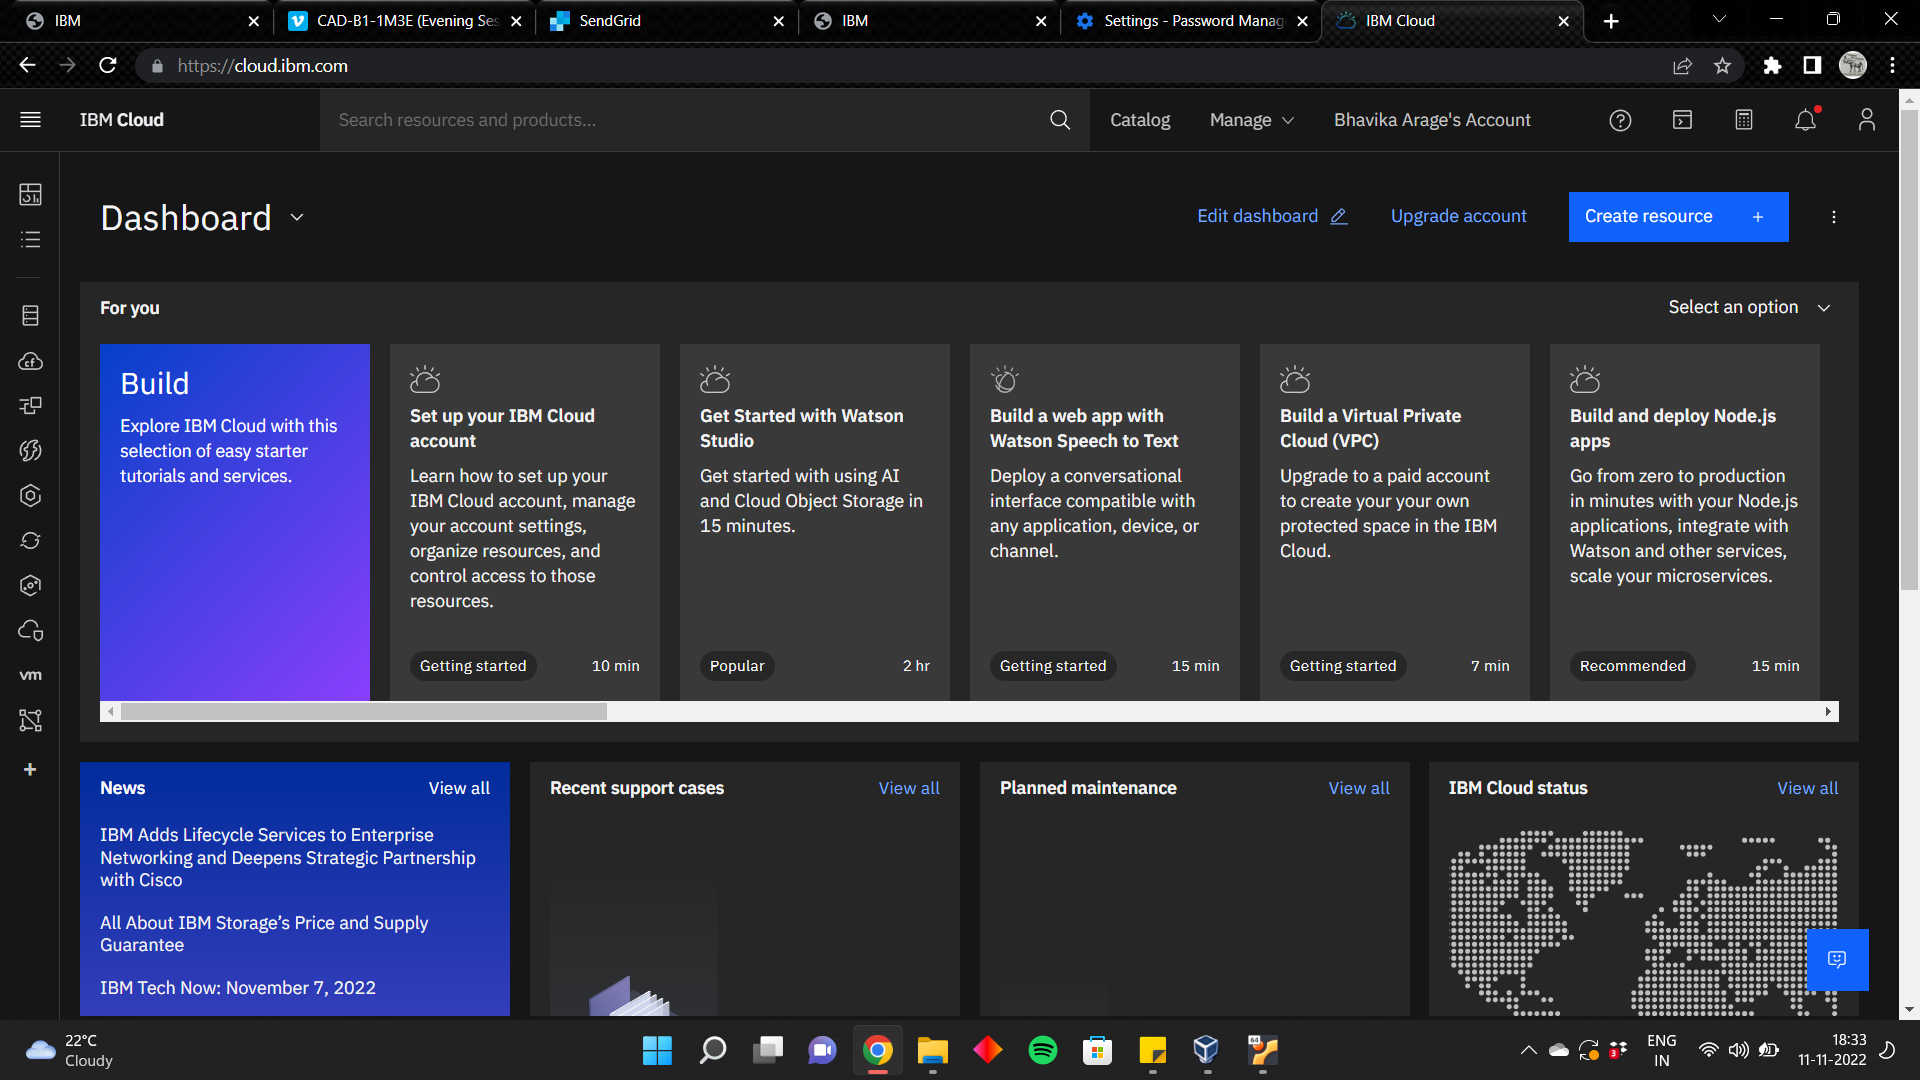 IBM
CAD-B1-1M3E (Evening Ses
SendGrid
IBM
Settings - Password Manag
IBM Cloud
https://cloud.ibm.com
IBM Cloud
Search resources and products...
Catalog
Manage
Bhavika Arage's Account
Dashboard
Edit dashboard
Upgrade account
Create resource +
For you
Select an option
Build
Explore IBM Cloud with this
selection of easy starter
tutorials and services.
Set up your IBM Cloud
account
Learn how to set up your
IBM Cloud account, manage
your account settings,
organize resources, and
control access to those
resources.
Getting started
10 min
Get Started with Watson
Studio
Get started with using AI
and Cloud Object Storage in
15 minutes.
Popular
2 hr
Build a web app with
Watson Speech to Text
Deploy a conversational
interface compatible with
any application, device, or
channel.
Getting started
15 min
Build a Virtual Private
Cloud (VPC)
Upgrade to a paid account
to create your your own
protected space in the IBM
Cloud.
Getting started
7 min
Build and deploy Node.js
apps
Go from zero to production
in minutes with your Node.js
applications, integrate with
Watson and other services,
scale your microservices.
Recommended
15 min
vm
News
View all
IBM Adds Lifecycle Services to Enterprise
Networking and Deepens Strategic Partnership
with Cisco
All About IBM Storage’s Price and Supply
Guarantee
IBM Tech Now: November 7, 2022
Recent support cases
View all
Planned maintenance
View all
IBM Cloud status
View all
22°C
Cloudy
64
3
ENG
IN
18:33
11-11-2022